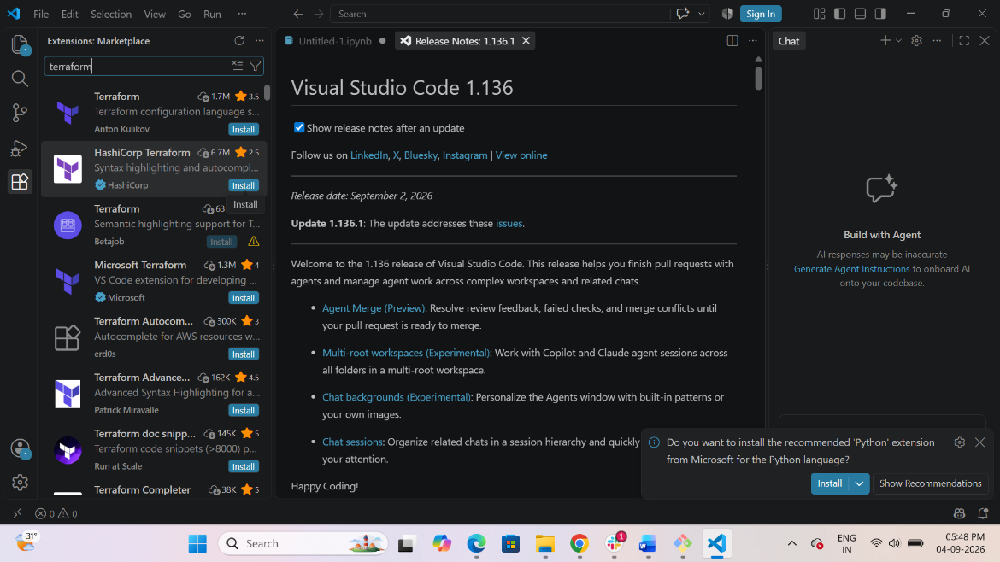 File Edit Selection View Go Run ···
Search
Sign In
Extensions: Marketplace
terraform
Terraform 1.7M 3.5
Terraform configuration language s...
Anton Kulikov Install
HashiCorp Terraform 6.7M 2.5
Syntax highlighting and autocompl...
HashiCorp Install
Install
Terraform
Semantic highlighting support for T...
Betajob Install
Microsoft Terraform 1.3M 4
VS Code extension for developing ...
Microsoft Install
Terraform Autocom... 300K 3
Autocomplete for AWS resources w...
erd0s Install
Terraform Advance... 162K 4.5
Advanced Syntax Highlighting for a...
Patrick Miravalle Install
Terraform doc snipp... 145K 5
Terraform code snippets (>8000) p...
Run at Scale Install
Terraform Completer 38K 5
1
1
0 0
Untitled-1.ipynb Release Notes: 1.136.1
Visual Studio Code 1.136
Show release notes after an update
Follow us on LinkedIn, X, Bluesky, Instagram | View online
Release date: September 2, 2026
Update 1.136.1: The update addresses these issues.
Welcome to the 1.136 release of Visual Studio Code. This release helps you finish pull requests with
agents and manage agent work across complex workspaces and related chats.
• Agent Merge (Preview): Resolve review feedback, failed checks, and merge conflicts until
your pull request is ready to merge.
• Multi-root workspaces (Experimental): Work with Copilot and Claude agent sessions across
all folders in a multi-root workspace.
• Chat backgrounds (Experimental): Personalize the Agents window with built-in patterns or
your own images.
• Chat sessions: Organize related chats in a session hierarchy and quickly
your attention.
Happy Coding!
Chat
Build with Agent
AI responses may be inaccurate
Generate Agent Instructions to onboard AI
onto your codebase.
Do you want to install the recommended 'Python' extension
from Microsoft for the Python language?
Install Show Recommendations
31°
Search
1
ENG
IN
05:48 PM
04-09-2026